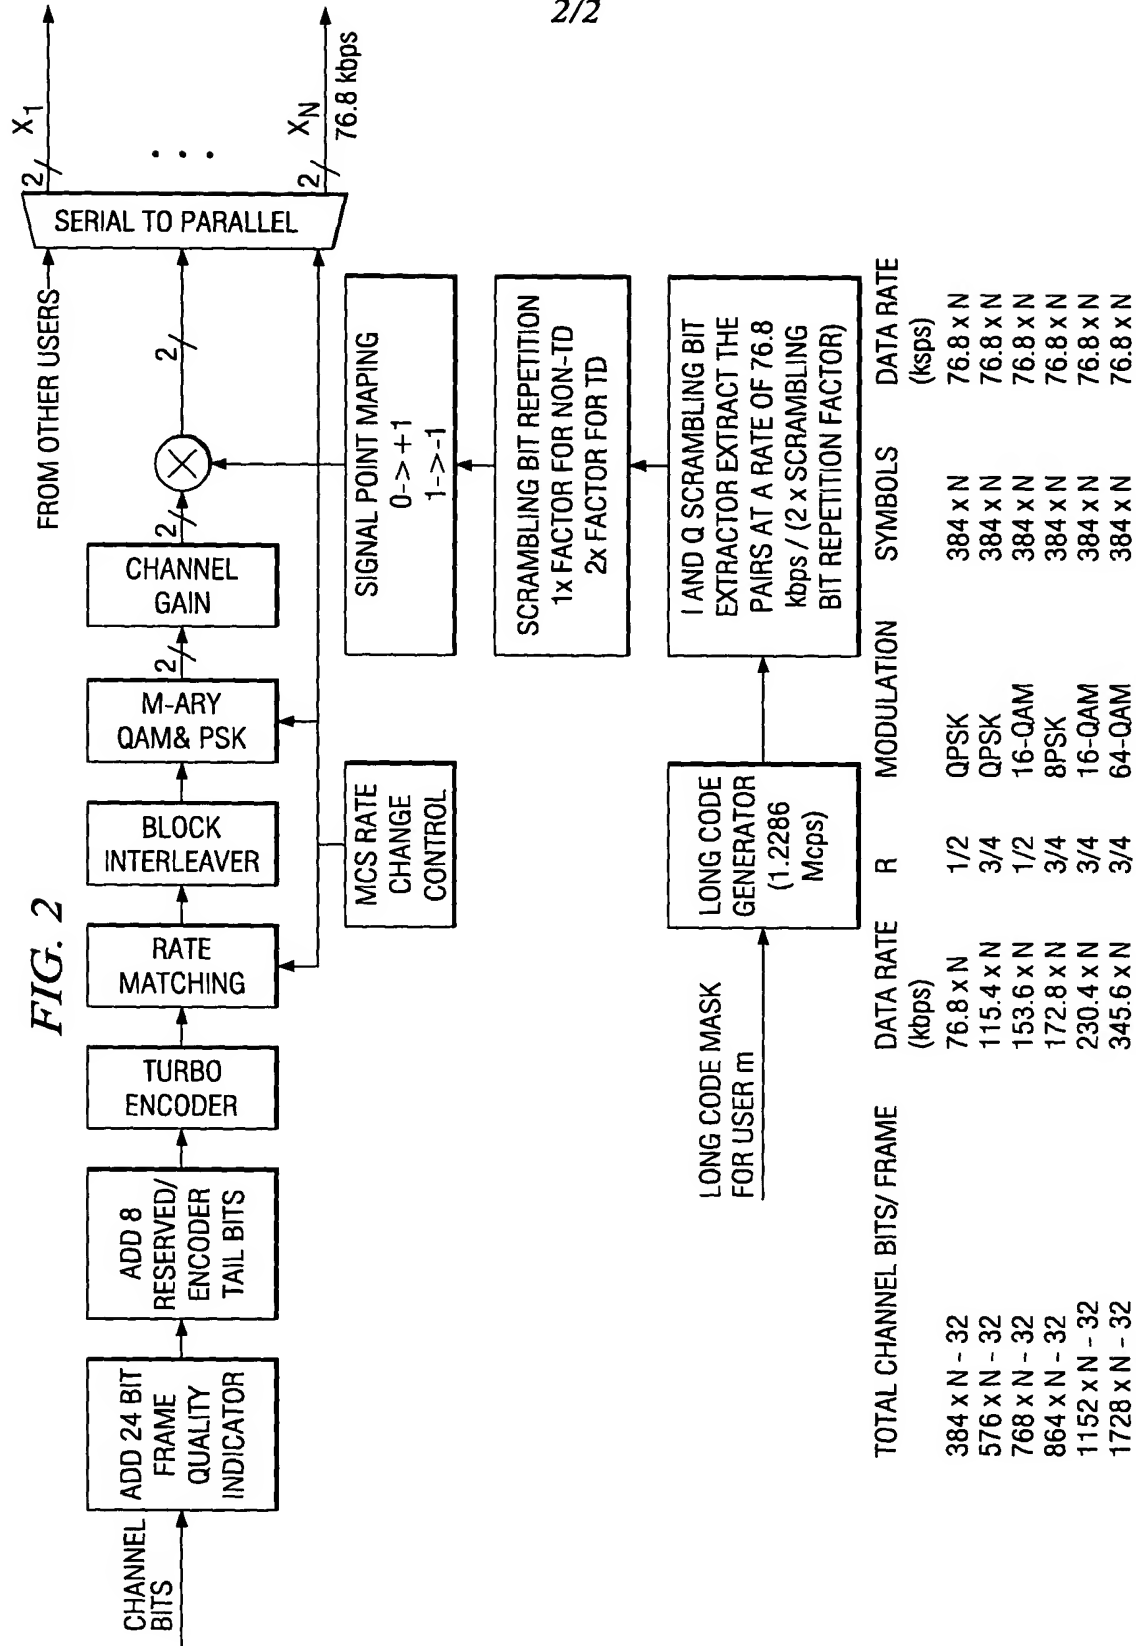 2/2
FIG. 2
CHANNEL
BITS
ADD 24 BIT
FRAME
QUALITY
INDICATOR
ADD 8
RESERVED/
ENCODER
TAIL BITS
TURBO
ENCODER
RATE
MATCHING
BLOCK
INTERLEAVER
M-ARY
QAM& PSK
2
CHANNEL
GAIN
2
2
FROM OTHER USERS
SERIAL TO PARALLEL
2
X1
. . .
2
XN
76.8 kbps
MCS RATE
CHANGE
CONTROL
SIGNAL POINT MAPING
0-> +1
1-> -1
SCRAMBLING BIT REPETITION
1x FACTOR FOR NON-TD
2x FACTOR FOR TD
LONG CODE MASK
FOR USER m
LONG CODE
GENERATOR
(1.2286
Mcps)
I AND Q SCRAMBLING BIT
EXTRACTOR EXTRACT THE
PAIRS AT A RATE OF 76.8
kbps / (2 x SCRAMBLING
BIT REPETITION FACTOR)
TOTAL CHANNEL BITS/ FRAME DATA RATE R MODULATION SYMBOLS DATA RATE
(kbps) (ksps)
384 x N - 32 76.8 x N 1/2 QPSK 384 x N 76.8 x N
576 x N - 32 115.4 x N 3/4 QPSK 384 x N 76.8 x N
768 x N - 32 153.6 x N 1/2 16-QAM 384 x N 76.8 x N
864 x N - 32 172.8 x N 3/4 8PSK 384 x N 76.8 x N
1152 x N - 32 230.4 x N 3/4 16-QAM 384 x N 76.8 x N
1728 x N - 32 345.6 x N 3/4 64-QAM 384 x N 76.8 x N